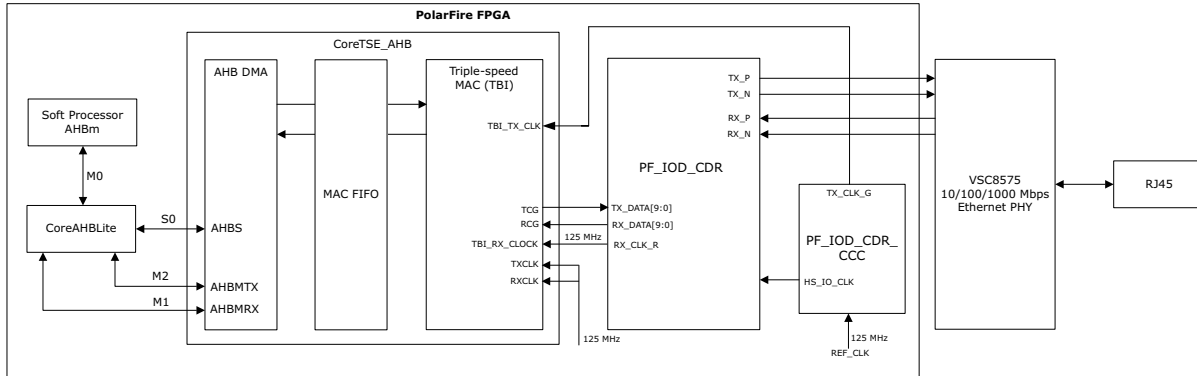 PolarFire FPGA
CoreTSE_AHB
AHB DMA
Triple-speed
MAC (TBI)
TX_P
TX_N
RX_P
RX_N
Soft Processor
AHBm
TBI_TX_CLK
M0
MAC FIFO
PF_IOD_CDR
VSC8575
10/100/1000 Mbps
Ethernet PHY
RJ45
TX_CLK_G
CoreAHBLite
S0
AHBS
TCG
RCG
TX_DATA[9:0]
RX_DATA[9:0]
TBI_RX_CLOCK
125 MHz
RX_CLK_R
PF_IOD_CDR_
CCC
TXCLK
RXCLK
HS_IO_CLK
M2
AHBMTX
M1
AHBMRX
125 MHz
125 MHz
REF_CLK